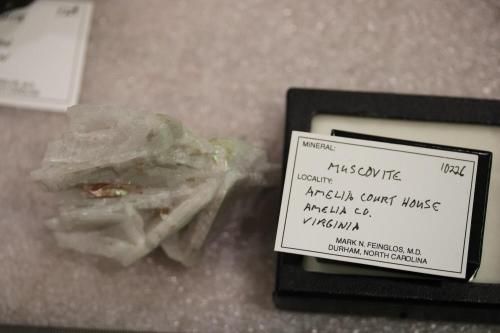 MINERAL:
MUSCOVITE 10226
LOCALITY:
AMELIA COURT HOUSE
AMELIA CO.
VIRGINIA
MARK N. FEINGLOS, M.D.
DURHAM, NORTH CAROLINA